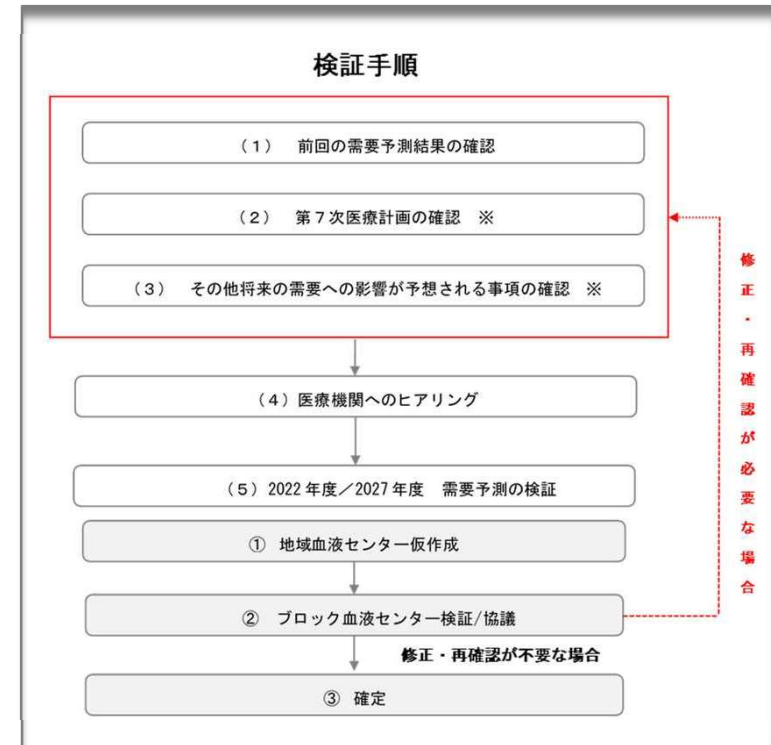 検証手順
（１） 前回の需要予測結果の確認
（２） 第７次医療計画の確認 ※
（３） その他将来の需要への影響が予想される事項の確認 ※
（４）医療機関へのヒアリング
（５）2022 年度／2027 年度 需要予測の検証
① 地域血液センター仮作成
② ブロック血液センター検証/協議
修正・再確認が不要な場合
③ 確定
修正・再確認が必要な場合